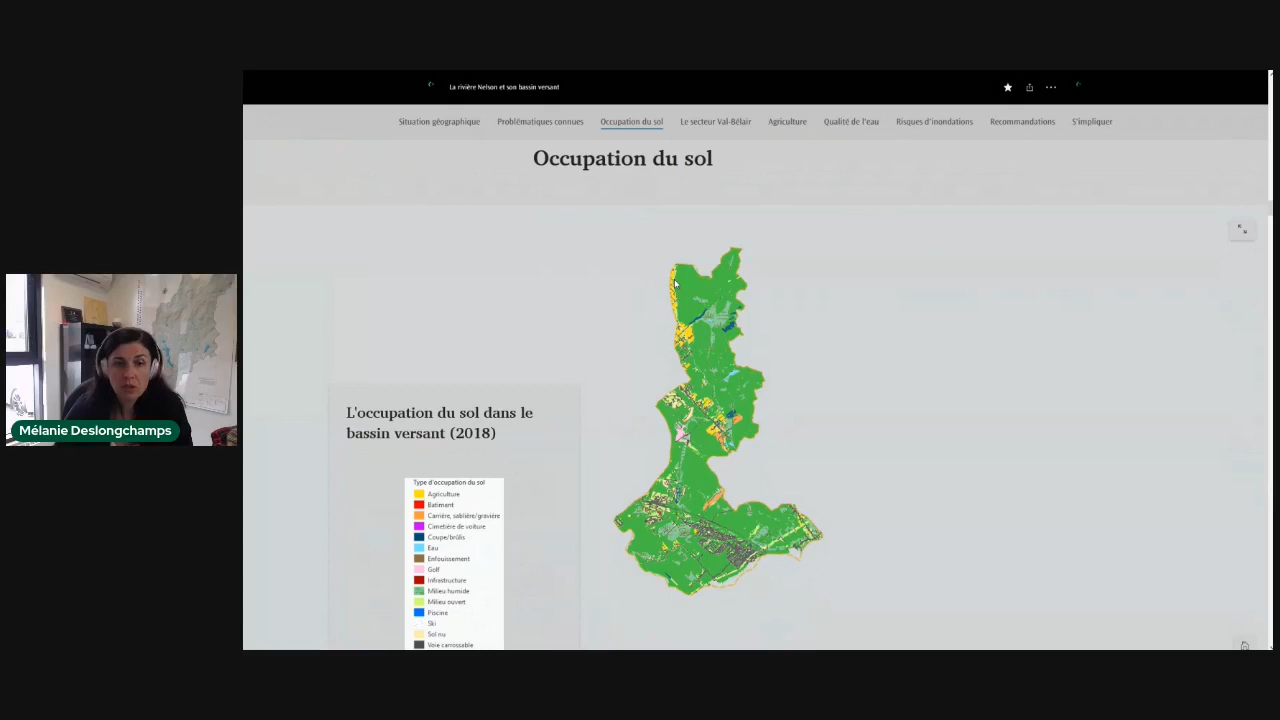 La rivière Nelson et son bassin versant
Situation géographique Problématiques connues Occupation du sol Le secteur Val-Bélair Agriculture Qualité de l'eau Risques d'inondations Recommandations S'impliquer
Occupation du sol
L'occupation du sol dans le
bassin versant (2018)
Type d'occupation du sol
Agriculture
Batiment
Carrière, sablière/gravière
Cimetière de voiture
Coupe/brûlis
Eau
Enfouissement
Golf
Infrastructure
Milieu humide
Milieu ouvert
Piscine
Ski
Sol nu
Voie carrossable
Mélanie Deslongchamps